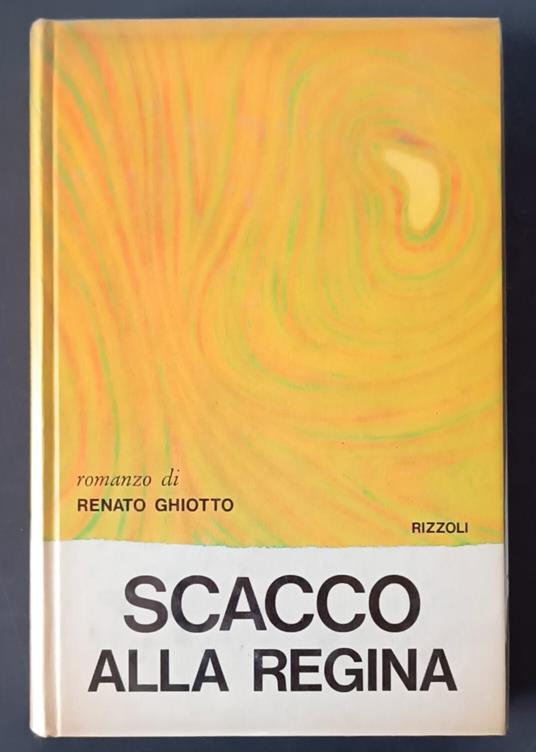 romanzo di
RENATO GHIOTTO
RIZZOLI
SCACCO
ALLA REGINA